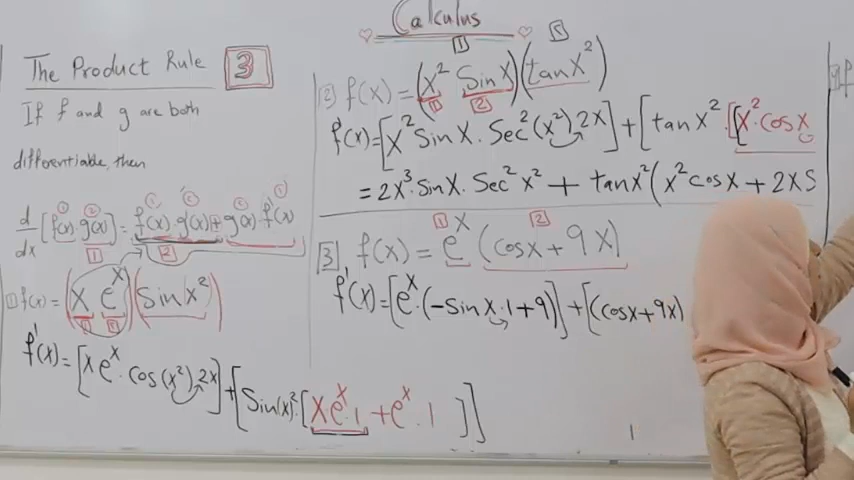 Calculus
The Product Rule 3
If f and g are both
differentiable, then
d/dx [f(x).g(x)] = f(x).g'(x) + g(x).f'(x)
1 2
① f(x) = (x e^x)(Sin x^2)
f'(x) = [x e^x . cos(x^2) 2x] + [Sin(x)^2. [x.e^x.1 + e^x.1 ]]
② f(x) = (x^2 Sin x)(tan x^2)
f'(x) = [x^2 Sin x . Sec^2(x^2) 2x] + [tan x^2 . [x^2.cos x
= 2x^3.Sin x . Sec^2 x^2 + tan x^2 (x^2 cos x + 2x S
3 f(x) = e^x (cos x + 9x)
f'(x) = [e^x.(-sin x.1+9)] + [(cos x+9x)